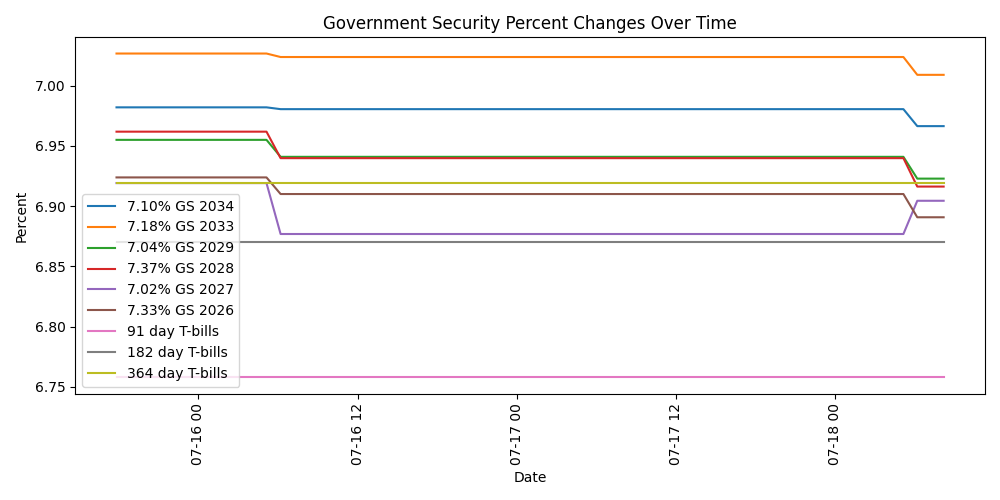 Government Security Percent Changes Over Time
Percent
7.00
6.95
6.90
6.85
6.80
6.75
7.10% GS 2034
7.18% GS 2033
7.04% GS 2029
7.37% GS 2028
7.02% GS 2027
7.33% GS 2026
91 day T-bills
182 day T-bills
364 day T-bills
07-16 00
07-16 12
07-17 00
07-17 12
07-18 00
Date